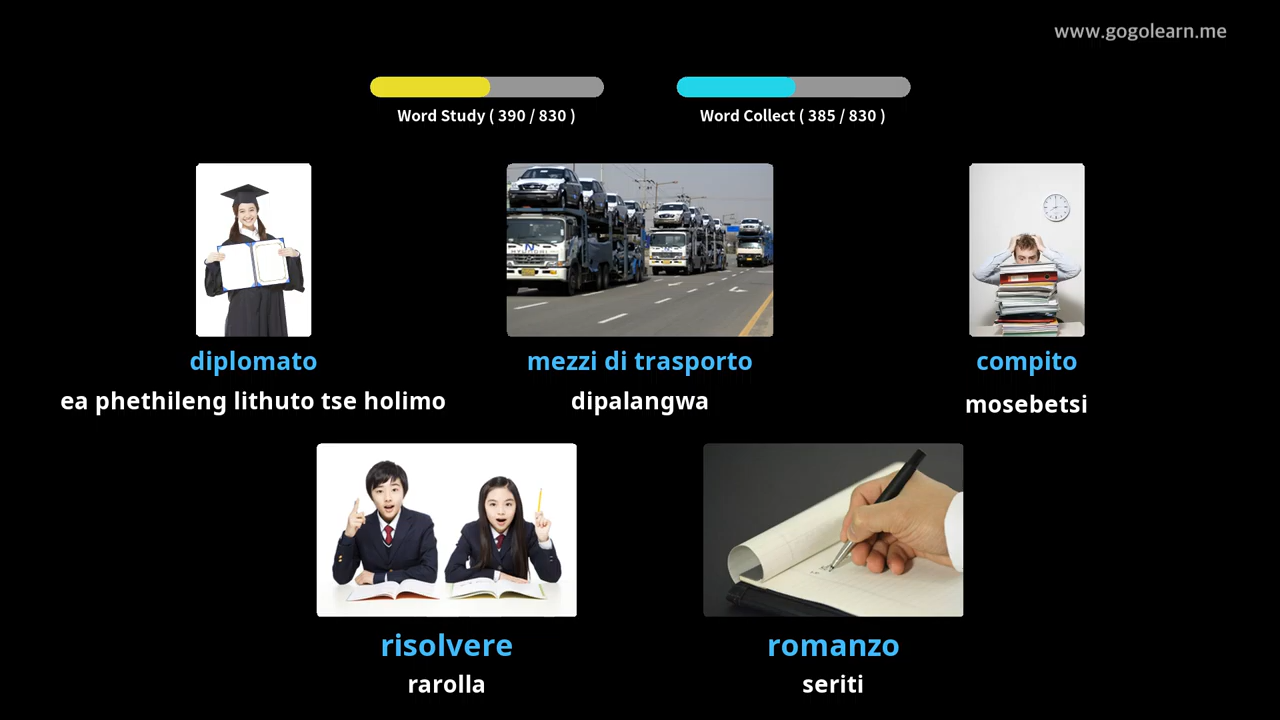 www.gogolearn.me
Word Study ( 390 / 830 )
Word Collect ( 385 / 830 )
diplomato
mezzi di trasporto
compito
ea phethileng lithuto tse holimo
dipalangwa
mosebetsi
risolvere
romanzo
rarolla
seriti